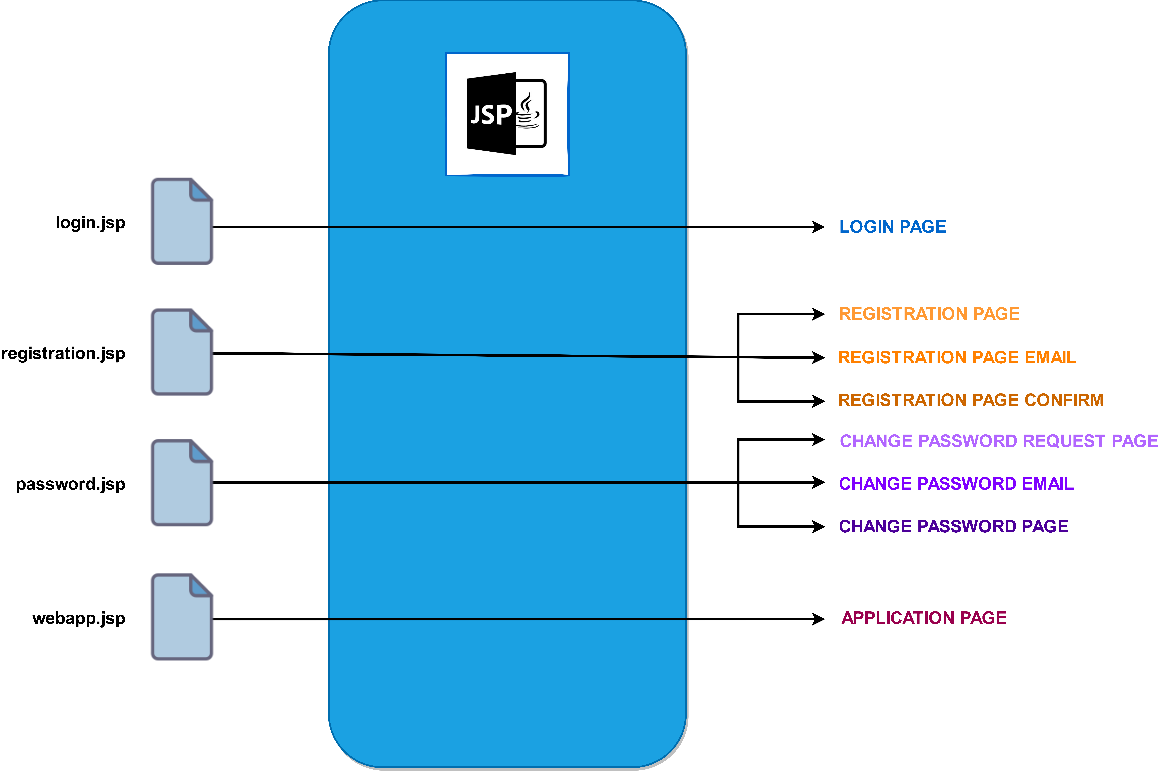 JSP
login.jsp
LOGIN PAGE
registration.jsp
REGISTRATION PAGE
REGISTRATION PAGE EMAIL
REGISTRATION PAGE CONFIRM
password.jsp
CHANGE PASSWORD REQUEST PAGE
CHANGE PASSWORD EMAIL
CHANGE PASSWORD PAGE
webapp.jsp
APPLICATION PAGE